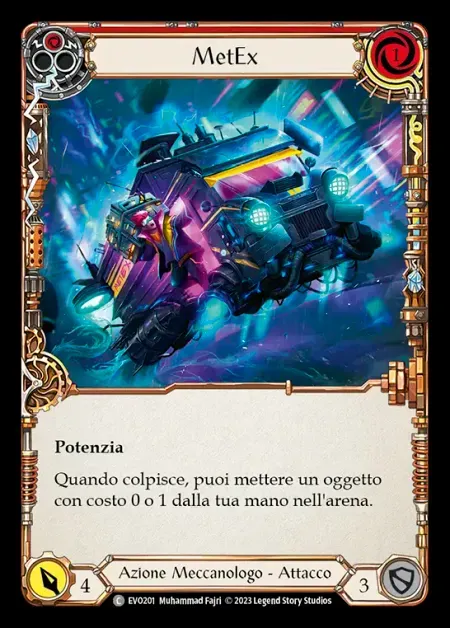 MetEx
1
Potenzia
Quando colpisce, puoi mettere un oggetto
con costo 0 o 1 dalla tua mano nell'arena.
4
Azione Meccanologo - Attacco
3
C EVO201 Muhammad Fajri © 2023 Legend Story Studios